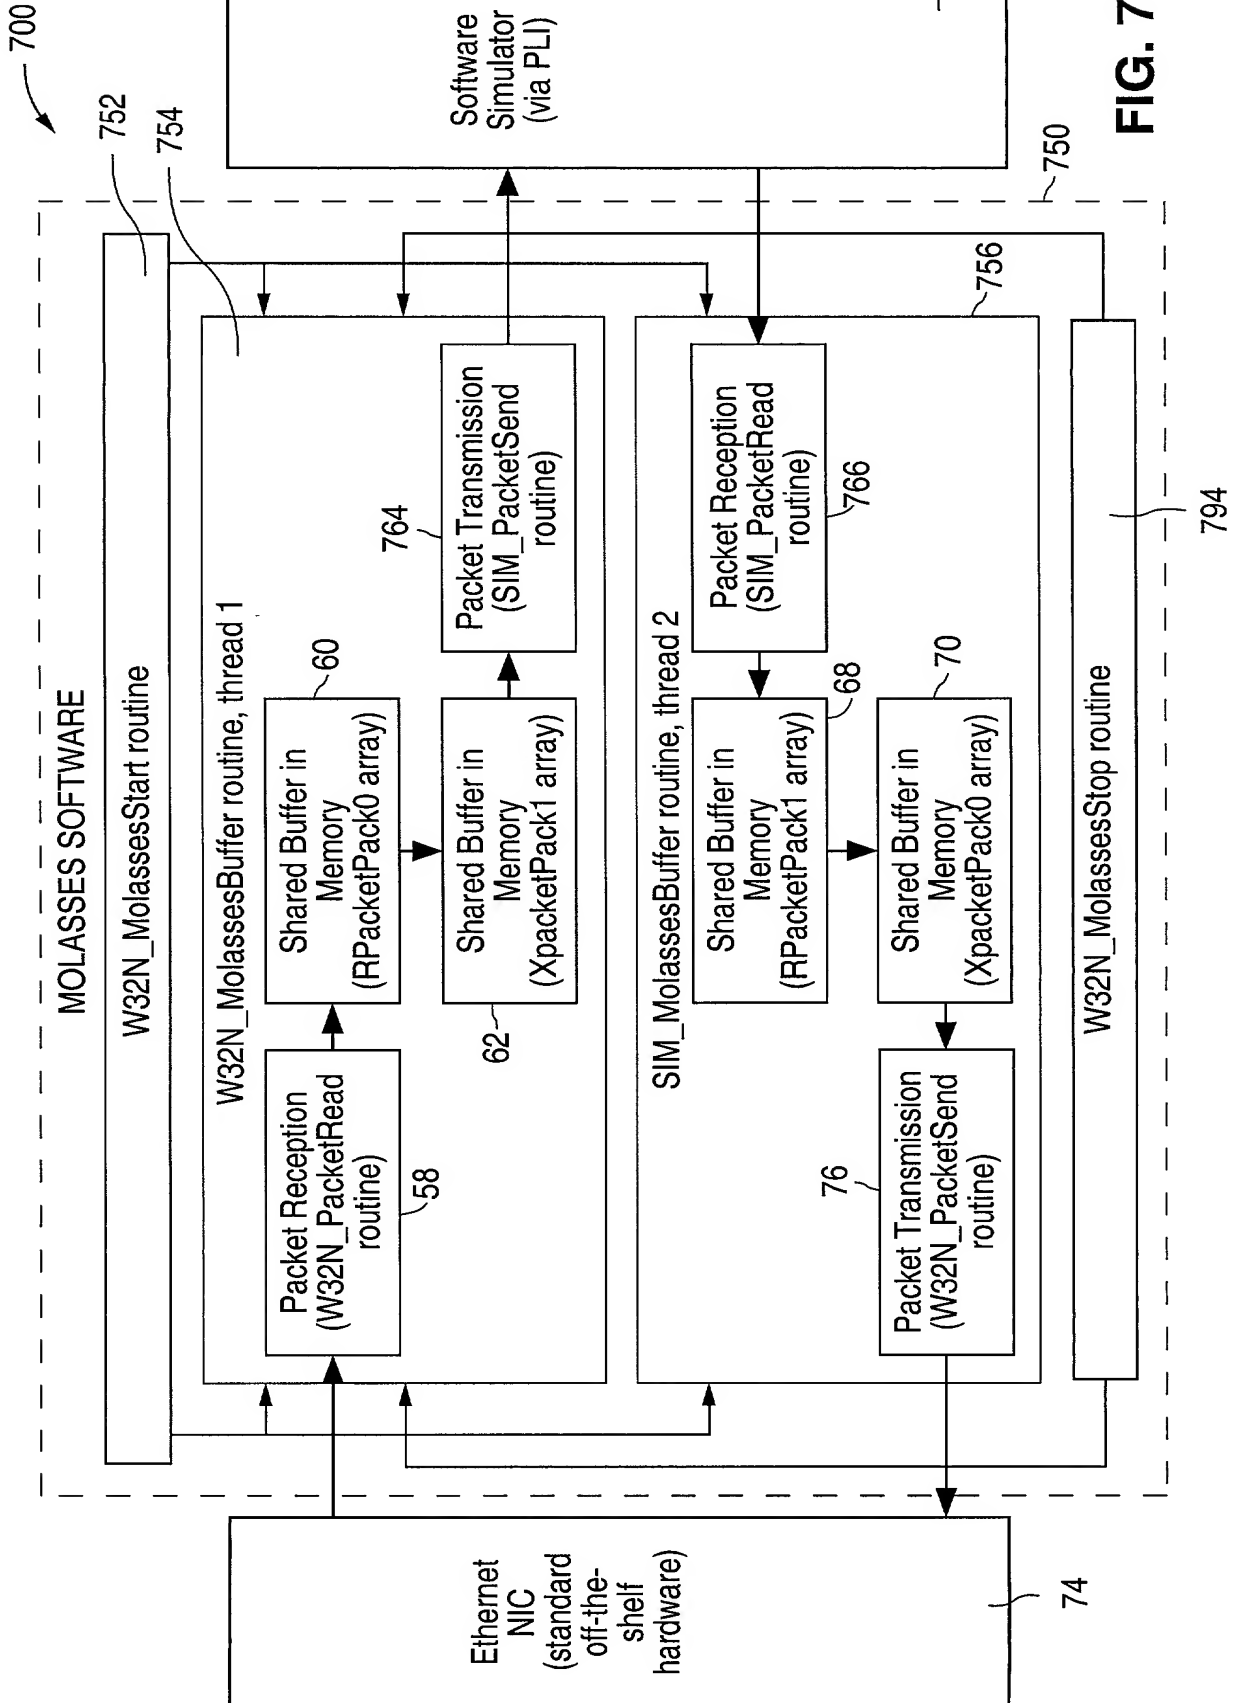 700
MOLASSES SOFTWARE
W32N_MolassesStart routine
752
754
W32N_MolassesBuffer routine, thread 1
Packet Reception
(W32N_PacketRead
routine)
58
Shared Buffer in
Memory
(RPacketPack0 array)
60
Shared Buffer in
Memory
(XpacketPack1 array)
62
Packet Transmission
(SIM_PacketSend
routine)
764
SIM_MolassesBuffer routine, thread 2
Packet Reception
(SIM_PacketRead
routine)
766
Shared Buffer in
Memory
(RPacketPack1 array)
68
Shared Buffer in
Memory
(XpacketPack0 array)
70
Packet Transmission
(W32N_PacketSend
routine)
76
756
W32N_MolassesStop routine
794
750
Ethernet
NIC
(standard
off-the-
shelf
hardware)
74
Software
Simulator
(via PLI)
FIG. 7